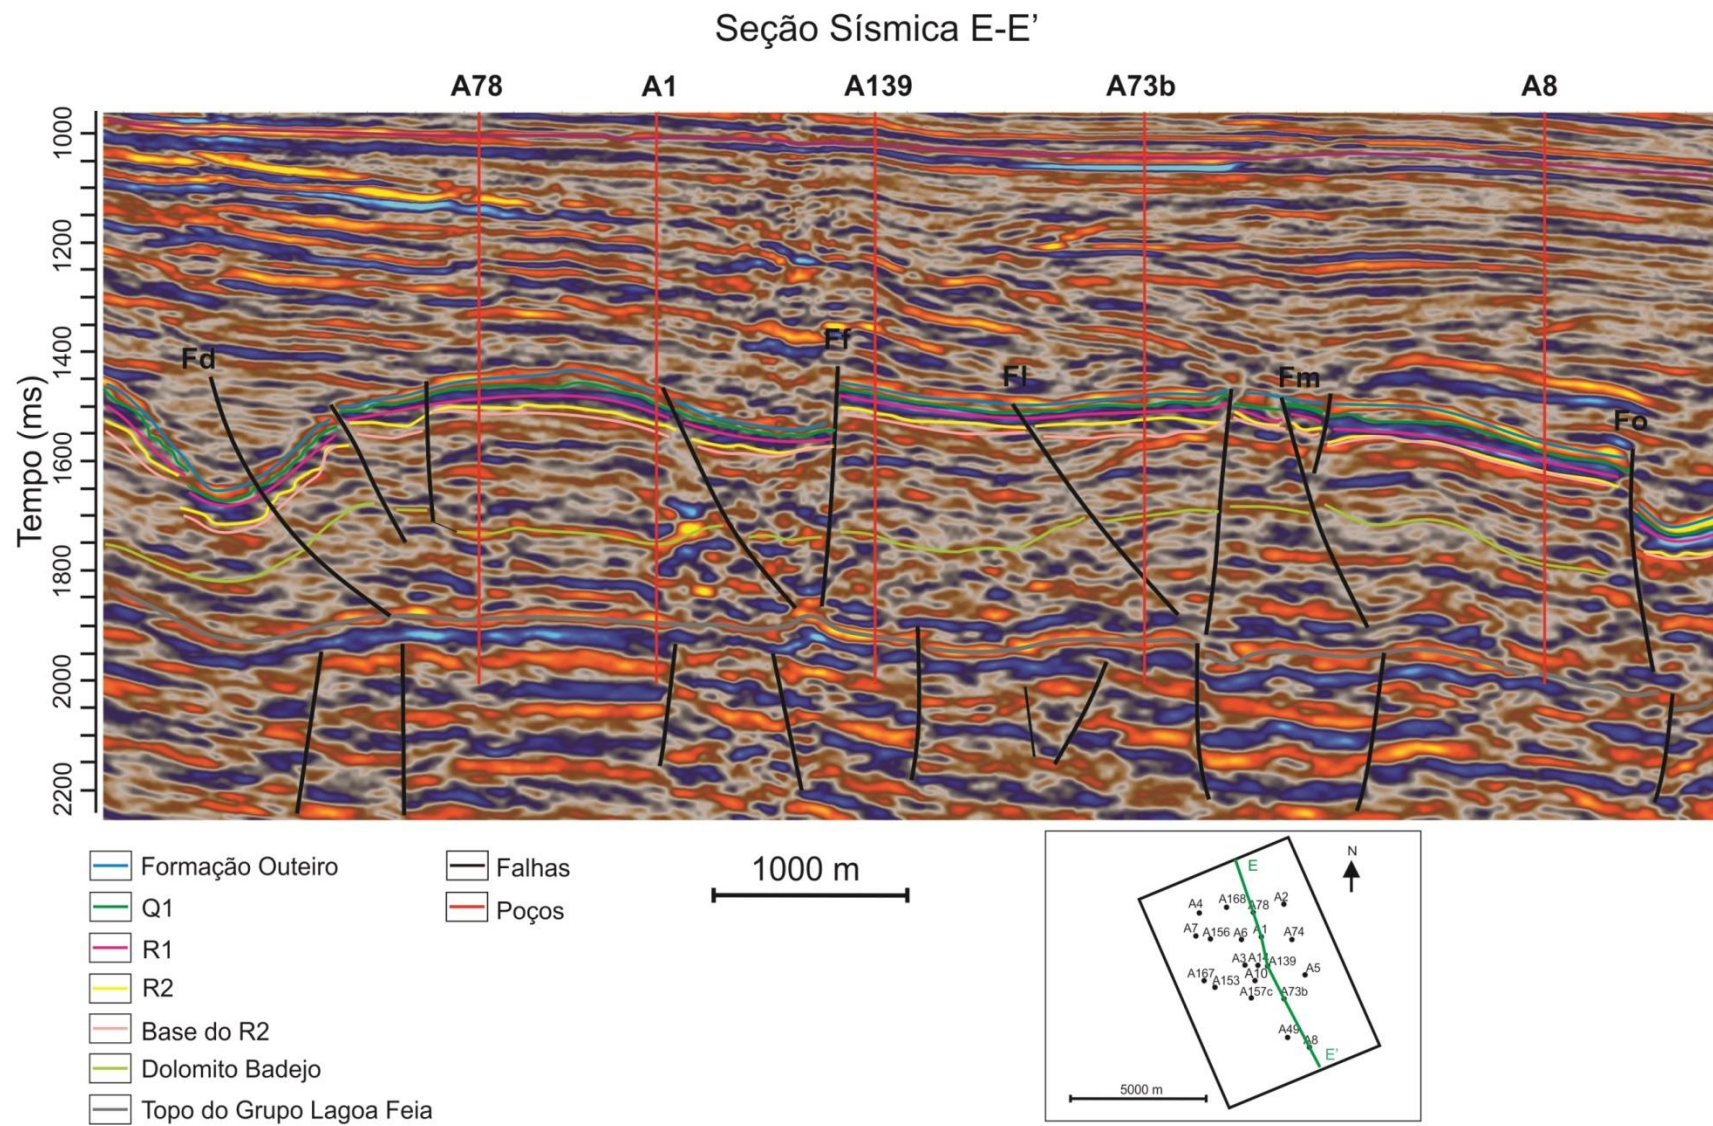 Seção Sísmica E-E’
A78 A1 A139 A73b A8
Tempo (ms)
1000
1200
1400
1600
1800
2000
2200
Fd Ff Fl Fm Fo
Formação Outeiro
Q1
R1
R2
Base do R2
Dolomito Badejo
Topo do Grupo Lagoa Feia
Falhas
Poços
1000 m
N
E
A4 A168 A78 A2
A7 A156 A6 A1 A74
A3 A14 A139
A167 A153 A10 A5
A157c A73b
A49 A8
E’
5000 m